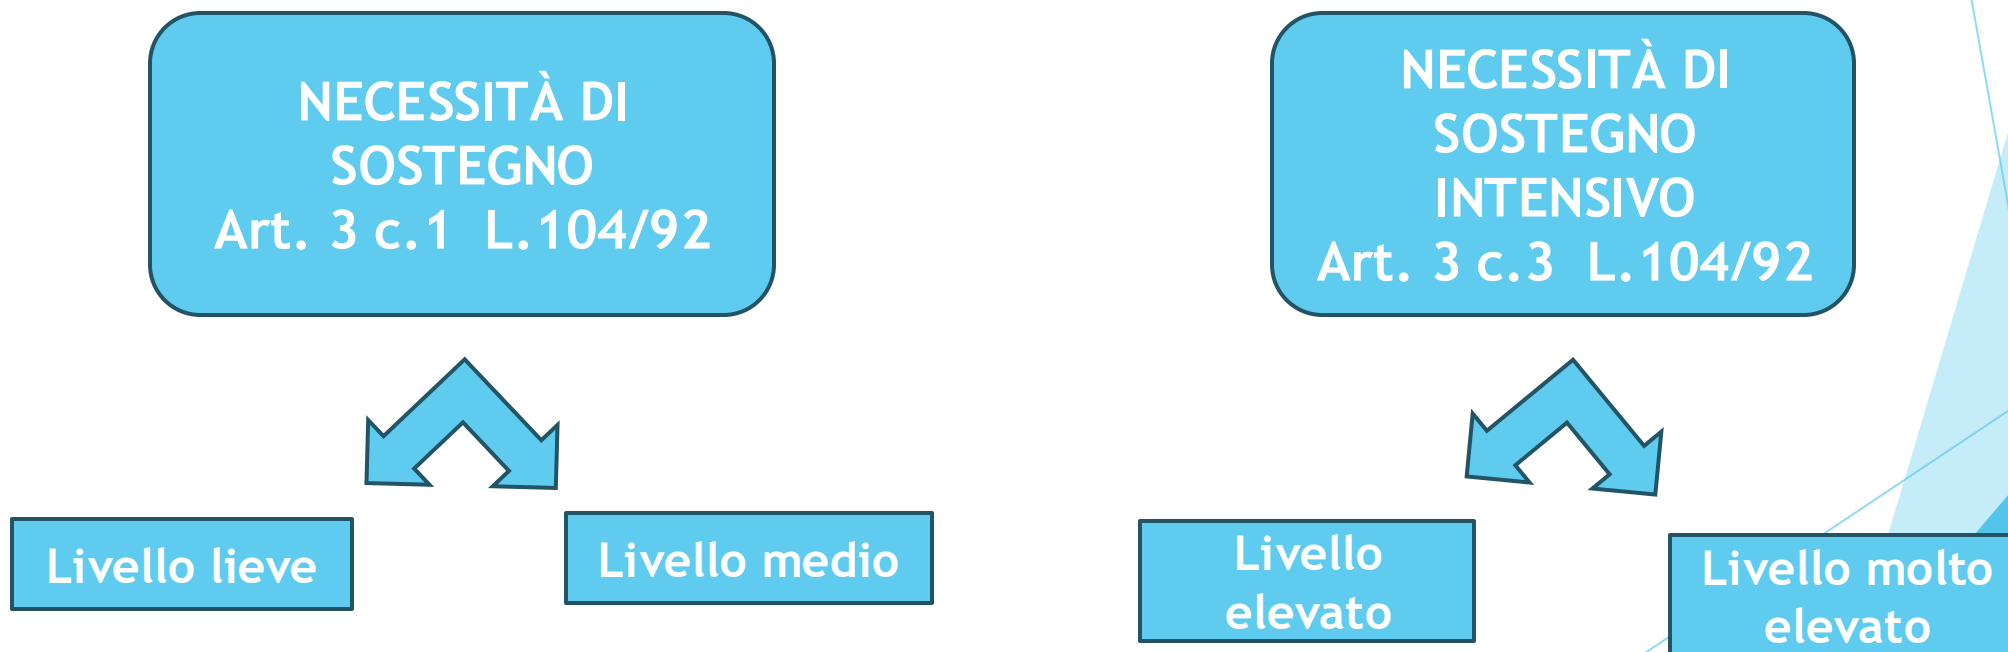 NECESSITÀ DI
SOSTEGNO
Art. 3 c.1 L.104/92
NECESSITÀ DI
SOSTEGNO
INTENSIVO
Art. 3 c.3 L.104/92
Livello lieve
Livello medio
Livello
elevato
Livello molto
elevato